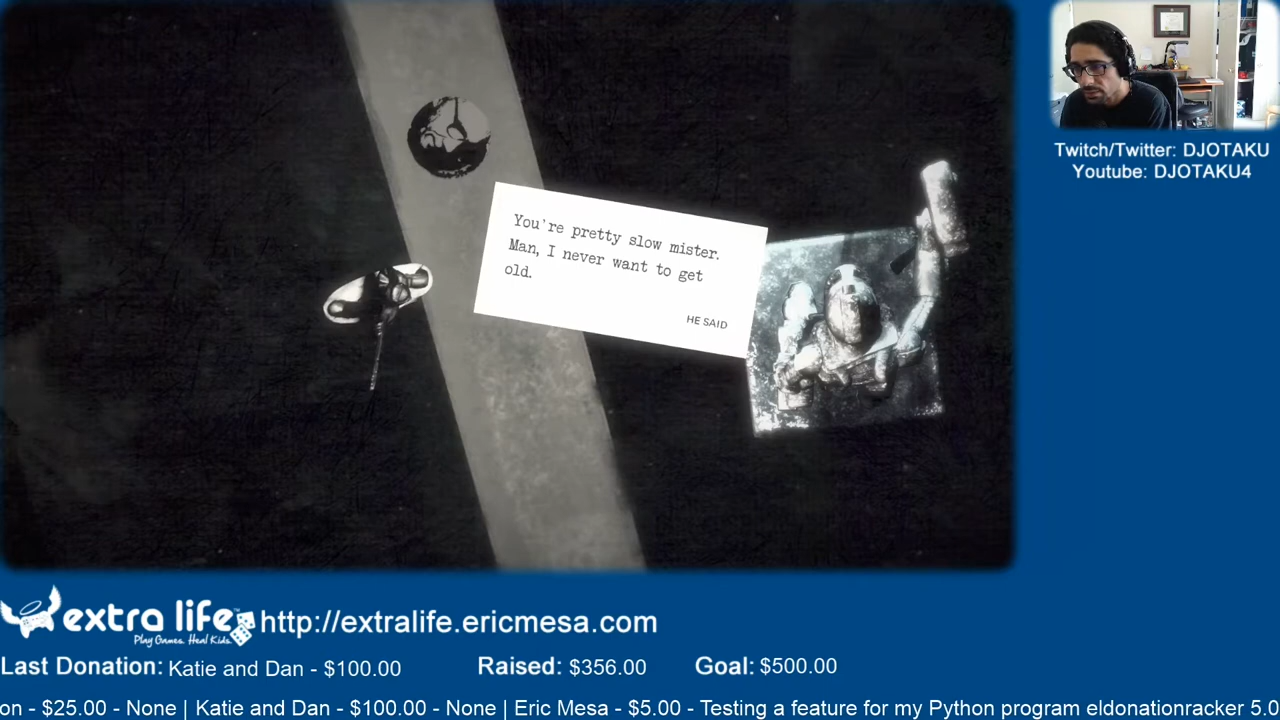 You're pretty slow mister.
Man, I never want to get
old.
HE SAID
Twitch/Twitter: DJOTAKU
Youtube: DJOTAKU4
extra life
Play Games. Heal Kids.
http://extralife.ericmesa.com
Last Donation: Katie and Dan - $100.00
Raised: $356.00
Goal: $500.00
on - $25.00 - None | Katie and Dan - $100.00 - None | Eric Mesa - $5.00 - Testing a feature for my Python program eldonationracker 5.0